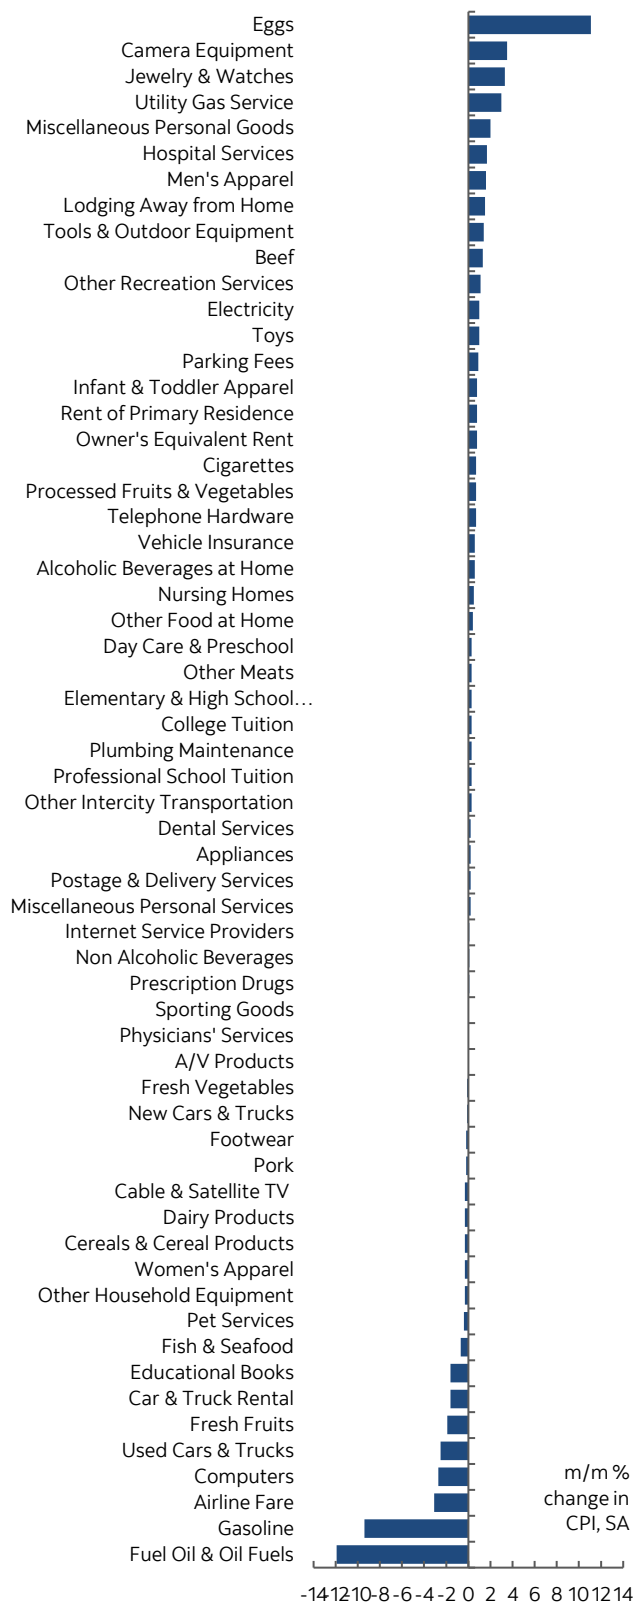 Eggs
Camera Equipment
Jewelry & Watches
Utility Gas Service
Miscellaneous Personal Goods
Hospital Services
Men's Apparel
Lodging Away from Home
Tools & Outdoor Equipment
Beef
Other Recreation Services
Electricity
Toys
Parking Fees
Infant & Toddler Apparel
Rent of Primary Residence
Owner's Equivalent Rent
Cigarettes
Processed Fruits & Vegetables
Telephone Hardware
Vehicle Insurance
Alcoholic Beverages at Home
Nursing Homes
Other Food at Home
Day Care & Preschool
Other Meats
Elementary & High School…
College Tuition
Plumbing Maintenance
Professional School Tuition
Other Intercity Transportation
Dental Services
Appliances
Postage & Delivery Services
Miscellaneous Personal Services
Internet Service Providers
Non Alcoholic Beverages
Prescription Drugs
Sporting Goods
Physicians' Services
A/V Products
Fresh Vegetables
New Cars & Trucks
Footwear
Pork
Cable & Satellite TV
Dairy Products
Cereals & Cereal Products
Women's Apparel
Other Household Equipment
Pet Services
Fish & Seafood
Educational Books
Car & Truck Rental
Fresh Fruits
Used Cars & Trucks
Computers
Airline Fare
Gasoline
Fuel Oil & Oil Fuels
m/m %
change in
CPI, SA
-14 -12 -10 -8 -6 -4 -2 0 2 4 6 8 10 12 14